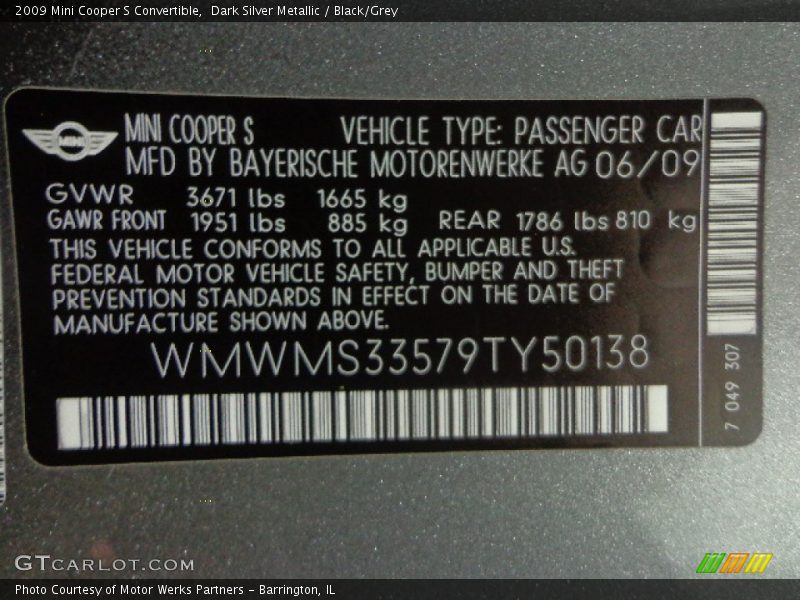 2009 Mini Cooper S Convertible,  Dark Silver Metallic / Black/Grey
MINI
MINI COOPER S VEHICLE TYPE: PASSENGER CAR
MFD BY BAYERISCHE MOTORENWERKE AG 06/09
GVWR 3671 lbs 1665 kg
GAWR FRONT 1951 lbs 885 kg REAR 1786 lbs 810 kg
THIS VEHICLE CONFORMS TO ALL APPLICABLE U.S.
FEDERAL MOTOR VEHICLE SAFETY, BUMPER AND THEFT
PREVENTION STANDARDS IN EFFECT ON THE DATE OF
MANUFACTURE SHOWN ABOVE.
WMWMS33579TY50138
7 049 307
GTCARLOT.COM
Photo Courtesy of Motor Werks Partners - Barrington, IL